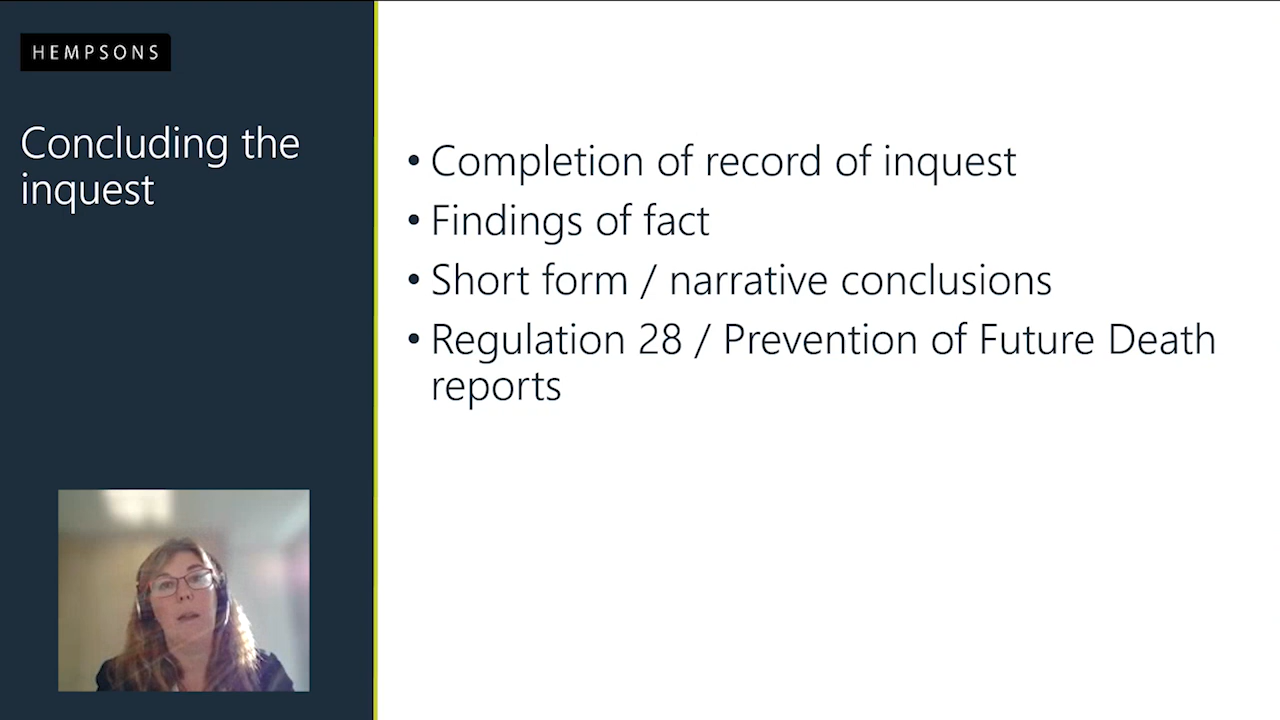 HEMPSONS
Concluding the
inquest
• Completion of record of inquest
• Findings of fact
• Short form / narrative conclusions
• Regulation 28 / Prevention of Future Death
reports